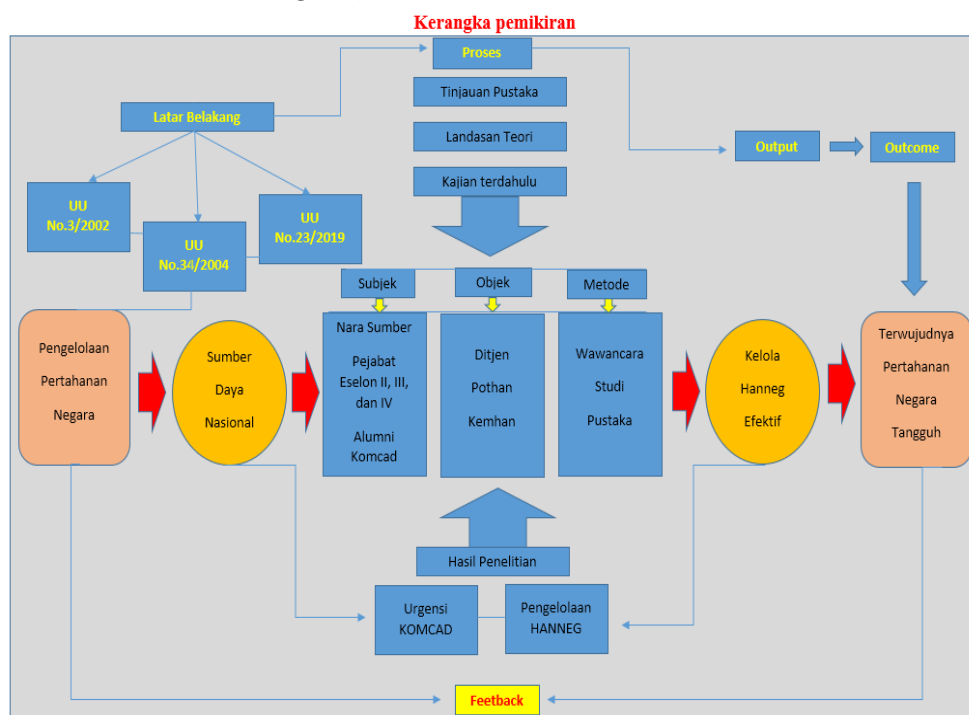 Kerangka pemikiran
Proses
Tinjauan Pustaka
Latar Belakang
Landasan Teori
Output
Outcome
Kajian terdahulu
UU
No.3/2002
UU
No.34/2004
UU
No.23/2019
Subjek
Objek
Metode
Pengelolaan
Pertahanan
Negara
Sumber
Daya
Nasional
Nara Sumber
Pejabat
Eselon II, III,
dan IV
Alumni
Komcad
Ditjen
Pothan
Kemhan
Wawancara
Studi
Pustaka
Kelola
Hanneg
Efektif
Terwujudnya
Pertahanan
Negara
Tangguh
Hasil Penelitian
Urgensi
KOMCAD
Pengelolaan
HANNEG
Feetback